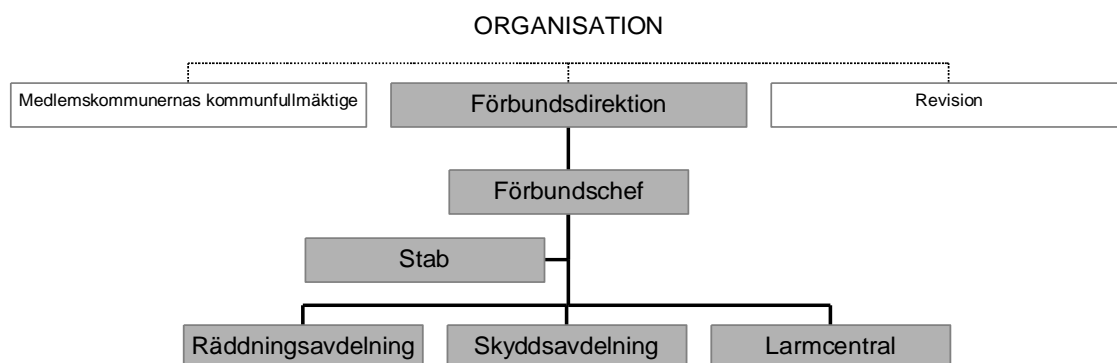 ORGANISATION
Medlemskommunernas kommunfullmäktige
Förbundsdirektion
Revision
Förbundschef
Stab
Räddningsavdelning
Skyddsavdelning
Larmcentral